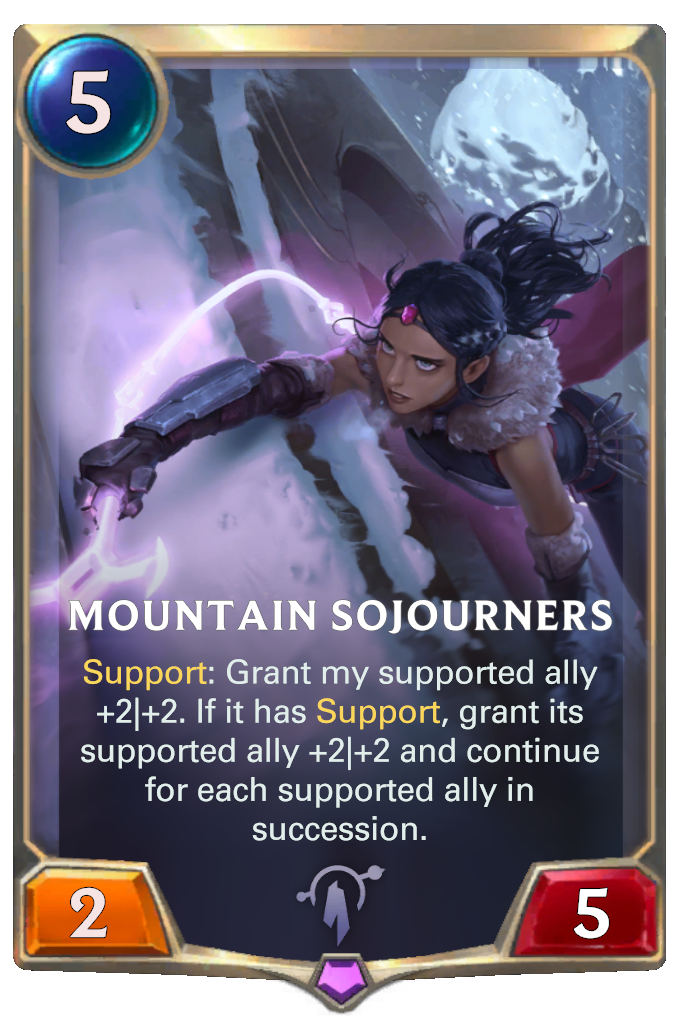 5
MOUNTAIN SOJOURNERS
Support: Grant my supported ally
+2|+2. If it has Support, grant its
supported ally +2|+2 and continue
for each supported ally in
succession.
2
5